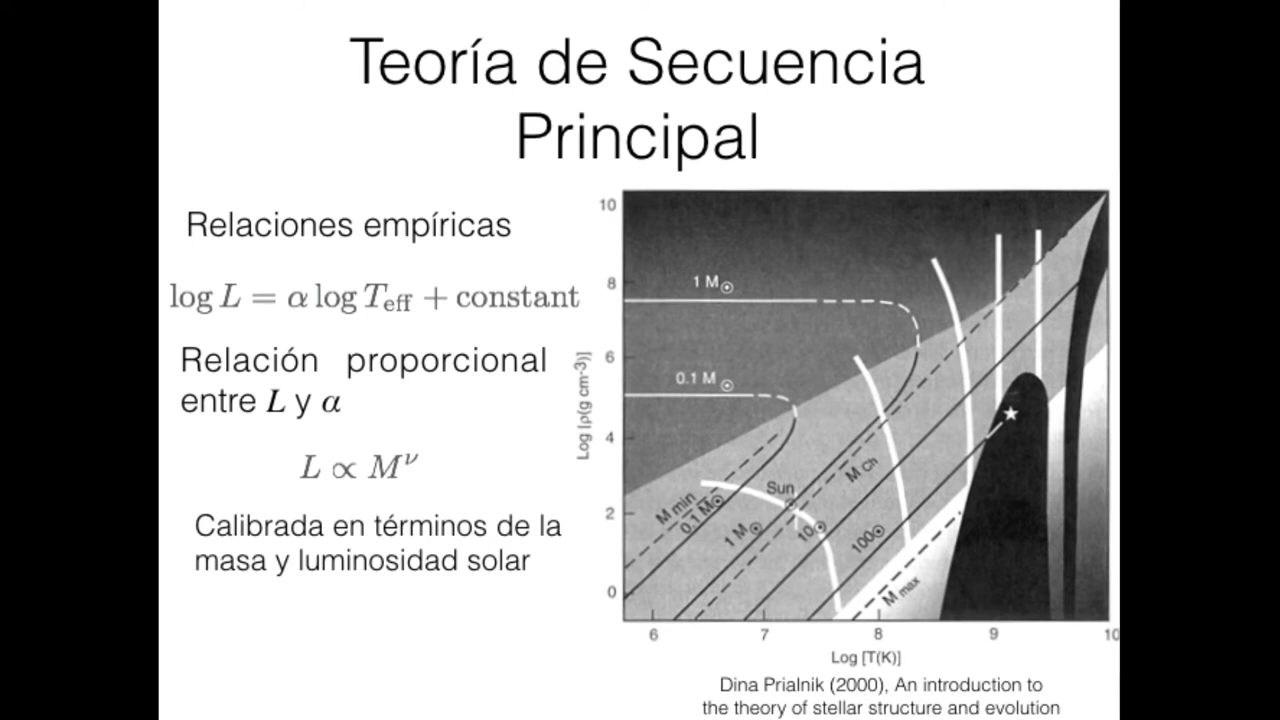 Teoría de Secuencia
Principal
Relaciones empíricas
log L = α log T_eff + constant
Relación proporcional
entre L y α
L ∝ M^ν
Calibrada en términos de la
masa y luminosidad solar
10
8
6
4
2
0
Log [ρ(g cm-3)]
1 M⊙
0.1 M⊙
Sun
M Ch
M min
0.1 M⊙
1 M⊙
10⊙
100⊙
M max
6 7 8 9 10
Log [T(K)]
Dina Prialnik (2000), An introduction to
the theory of stellar structure and evolution